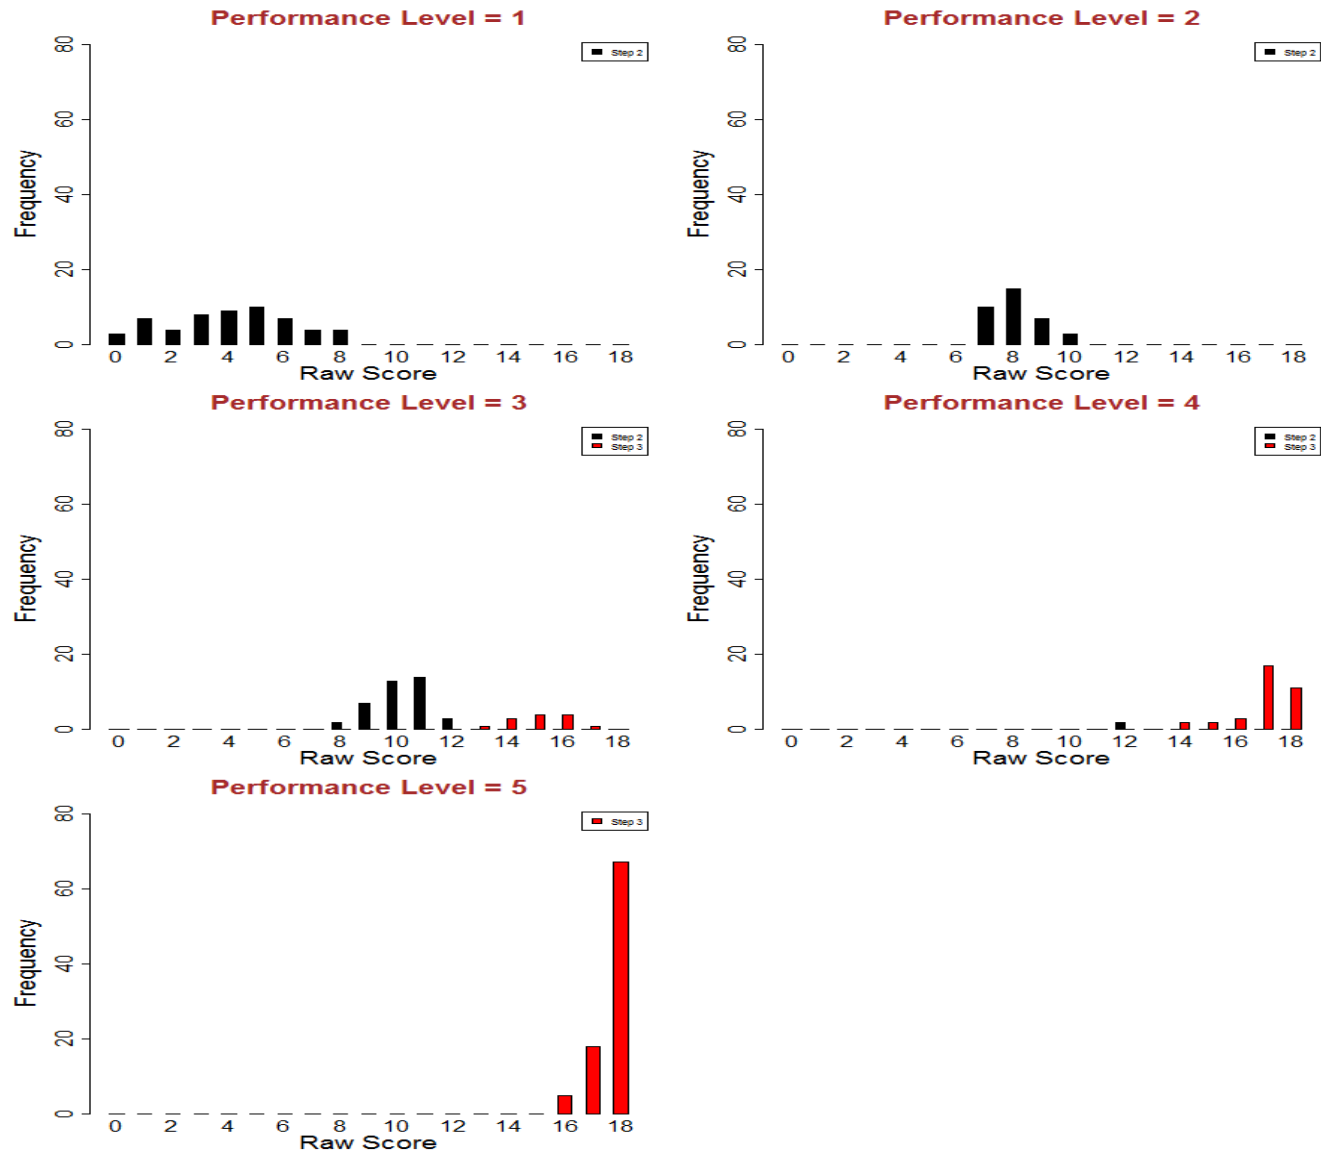 Performance Level = 1
80
60
40
20
0
Frequency
Step 2
0 2 4 6 8 10 12 14 16 18
Raw Score
Performance Level = 2
80
60
40
20
0
Frequency
Step 2
0 2 4 6 8 10 12 14 16 18
Raw Score
Performance Level = 3
80
60
40
20
0
Frequency
Step 2
Step 3
0 2 4 6 8 10 12 14 16 18
Raw Score
Performance Level = 4
80
60
40
20
0
Frequency
Step 2
Step 3
0 2 4 6 8 10 12 14 16 18
Raw Score
Performance Level = 5
80
60
40
20
0
Frequency
Step 3
0 2 4 6 8 10 12 14 16 18
Raw Score